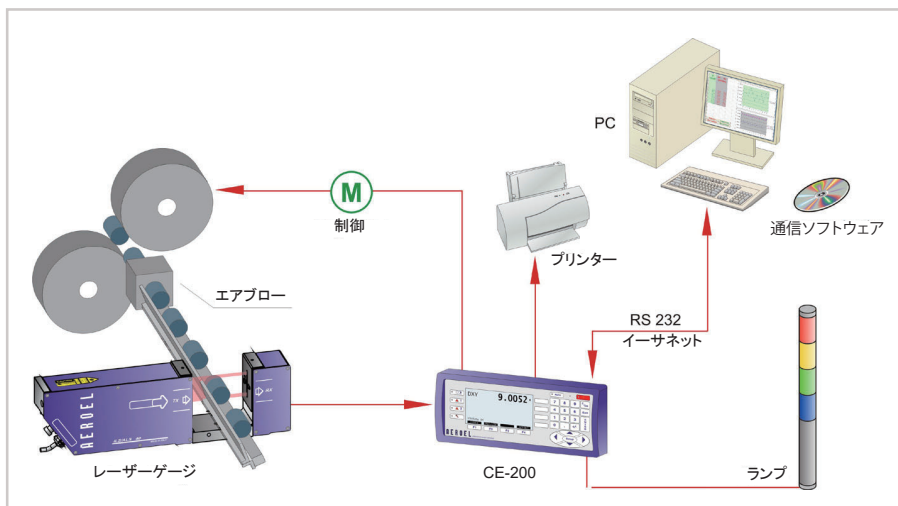 PC
通信ソフトウェア
M
制御
プリンター
エアブロー
RS 232
イーサネット
DXY
9.0052
AEROEL
AEROEL
レーザーゲージ
CE-200
ランプ